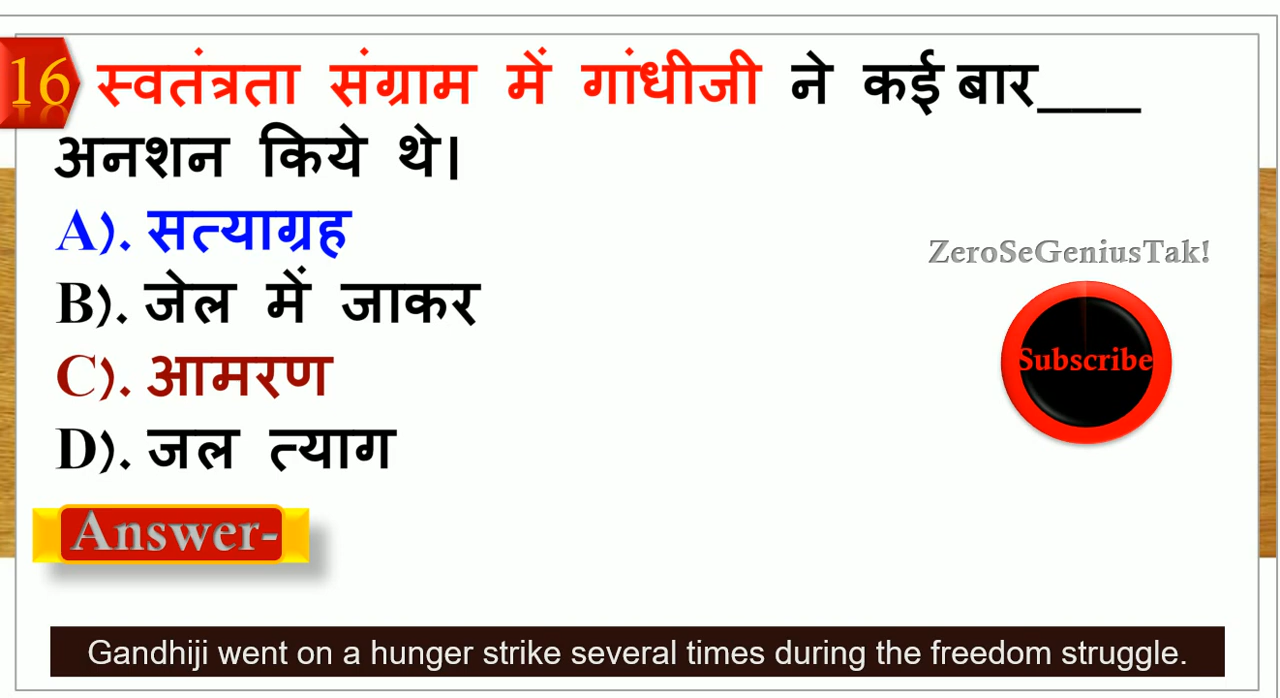 16 स्वतंत्रता संग्राम में गांधीजी ने कई बार___
अनशन किये थे।
A). सत्याग्रह
B). जेल में जाकर
C). आमरण
D). जल त्याग
ZeroSeGeniusTak!
Subscribe
Answer-
Gandhiji went on a hunger strike several times during the freedom struggle.